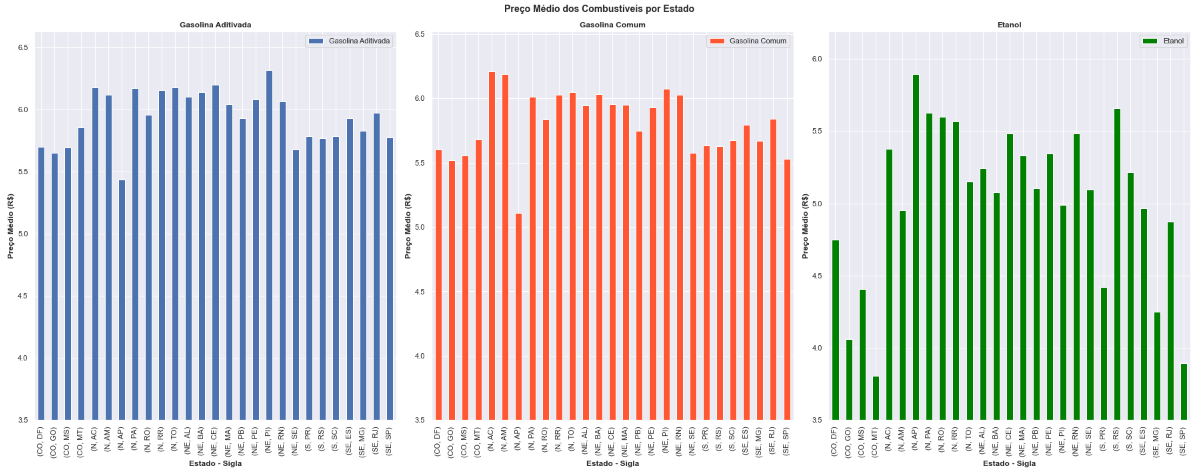 Preço Médio dos Combustíveis por Estado
Gasolina Aditivada
Gasolina Aditivada
6.5
6.0
5.5
5.0
4.5
4.0
3.5
Preço Médio (R$)
(CO, DF)
(CO, GO)
(CO, MS)
(CO, MT)
(N, AC)
(N, AM)
(N, AP)
(N, PA)
(N, RO)
(N, RR)
(N, TO)
(NE, AL)
(NE, BA)
(NE, CE)
(NE, MA)
(NE, PB)
(NE, PE)
(NE, PI)
(NE, RN)
(NE, SE)
(S, PR)
(S, RS)
(S, SC)
(SE, ES)
(SE, MG)
(SE, RJ)
(SE, SP)
Estado - Sigla
Gasolina Comum
Gasolina Comum
6.5
6.0
5.5
5.0
4.5
4.0
3.5
Preço Médio (R$)
(CO, DF)
(CO, GO)
(CO, MS)
(CO, MT)
(N, AC)
(N, AM)
(N, AP)
(N, PA)
(N, RO)
(N, RR)
(N, TO)
(NE, AL)
(NE, BA)
(NE, CE)
(NE, MA)
(NE, PB)
(NE, PE)
(NE, PI)
(NE, RN)
(NE, SE)
(S, PR)
(S, RS)
(S, SC)
(SE, ES)
(SE, MG)
(SE, RJ)
(SE, SP)
Estado - Sigla
Etanol
Etanol
6.0
5.5
5.0
4.5
4.0
3.5
Preço Médio (R$)
(CO, DF)
(CO, GO)
(CO, MS)
(CO, MT)
(N, AC)
(N, AM)
(N, AP)
(N, PA)
(N, RO)
(N, RR)
(N, TO)
(NE, AL)
(NE, BA)
(NE, CE)
(NE, MA)
(NE, PB)
(NE, PE)
(NE, PI)
(NE, RN)
(NE, SE)
(S, PR)
(S, RS)
(S, SC)
(SE, ES)
(SE, MG)
(SE, RJ)
(SE, SP)
Estado - Sigla